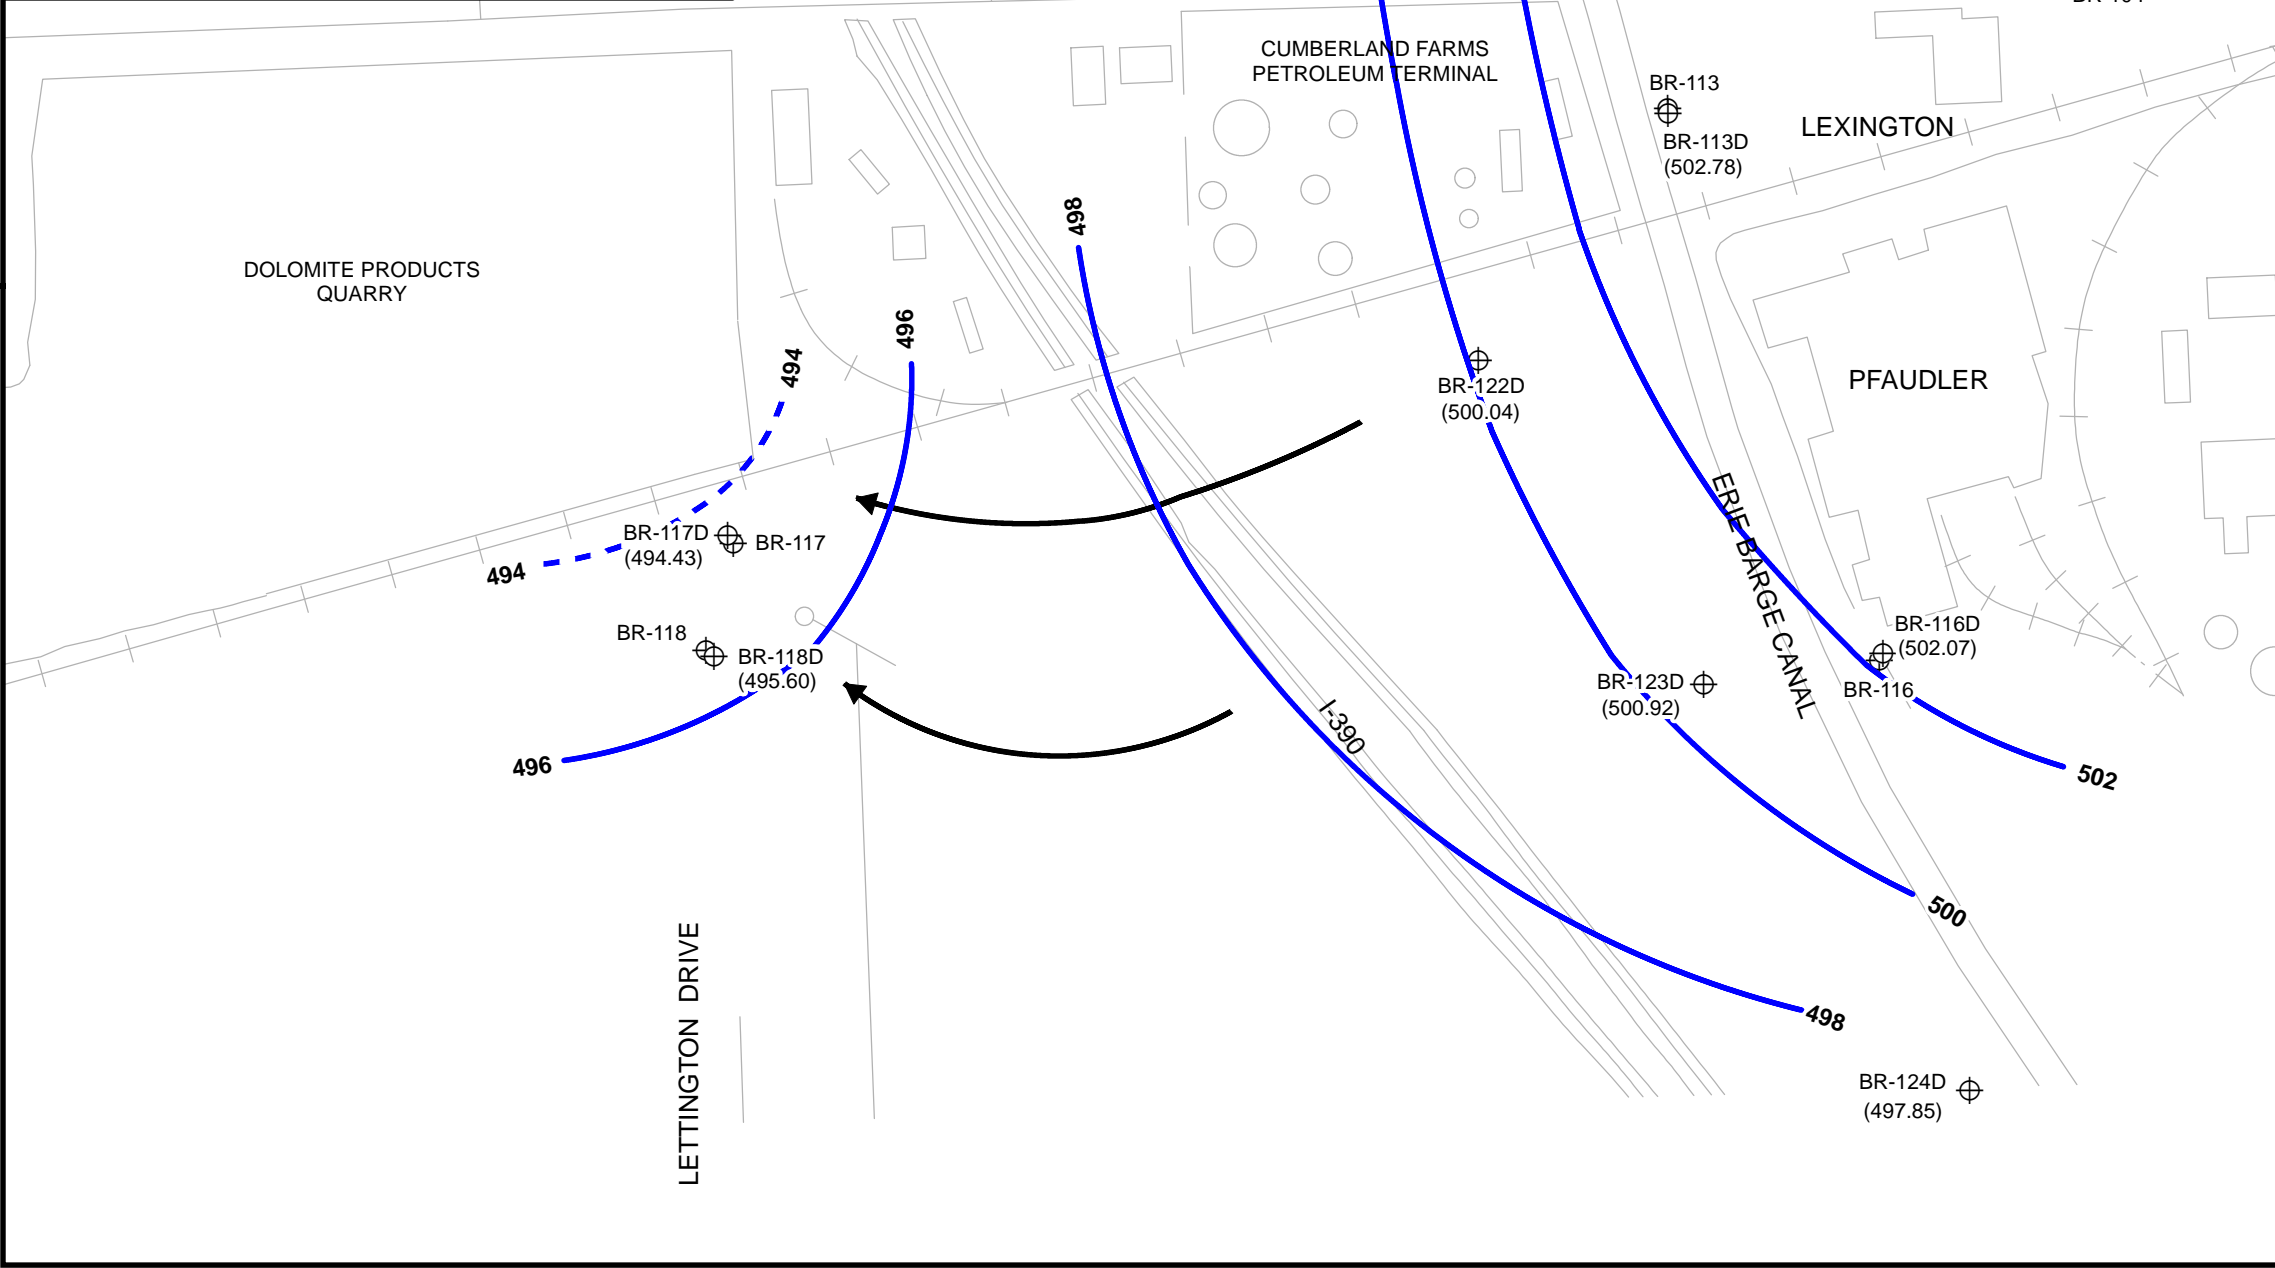 CUMBERLAND FARMS
PETROLEUM TERMINAL
BR-113
BR-113D
(502.78)
LEXINGTON
498
DOLOMITE PRODUCTS
QUARRY
496
494
BR-122D
(500.04)
PFAUDLER
BR-117D
(494.43)
BR-117
494
ERIE BARGE CANAL
BR-118
BR-118D
(495.60)
BR-116D
(502.07)
BR-116
BR-123D
(500.92)
I-390
496
502
500
LETTINGTON DRIVE
498
BR-124D
(497.85)